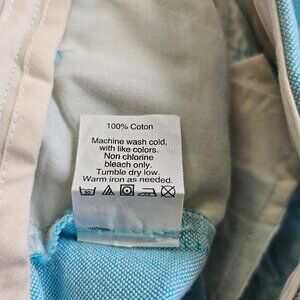 100% Coton
Machine wash cold,
with like colors.
Non chlorine
bleach only.
Tumble dry low.
Warm iron as needed.